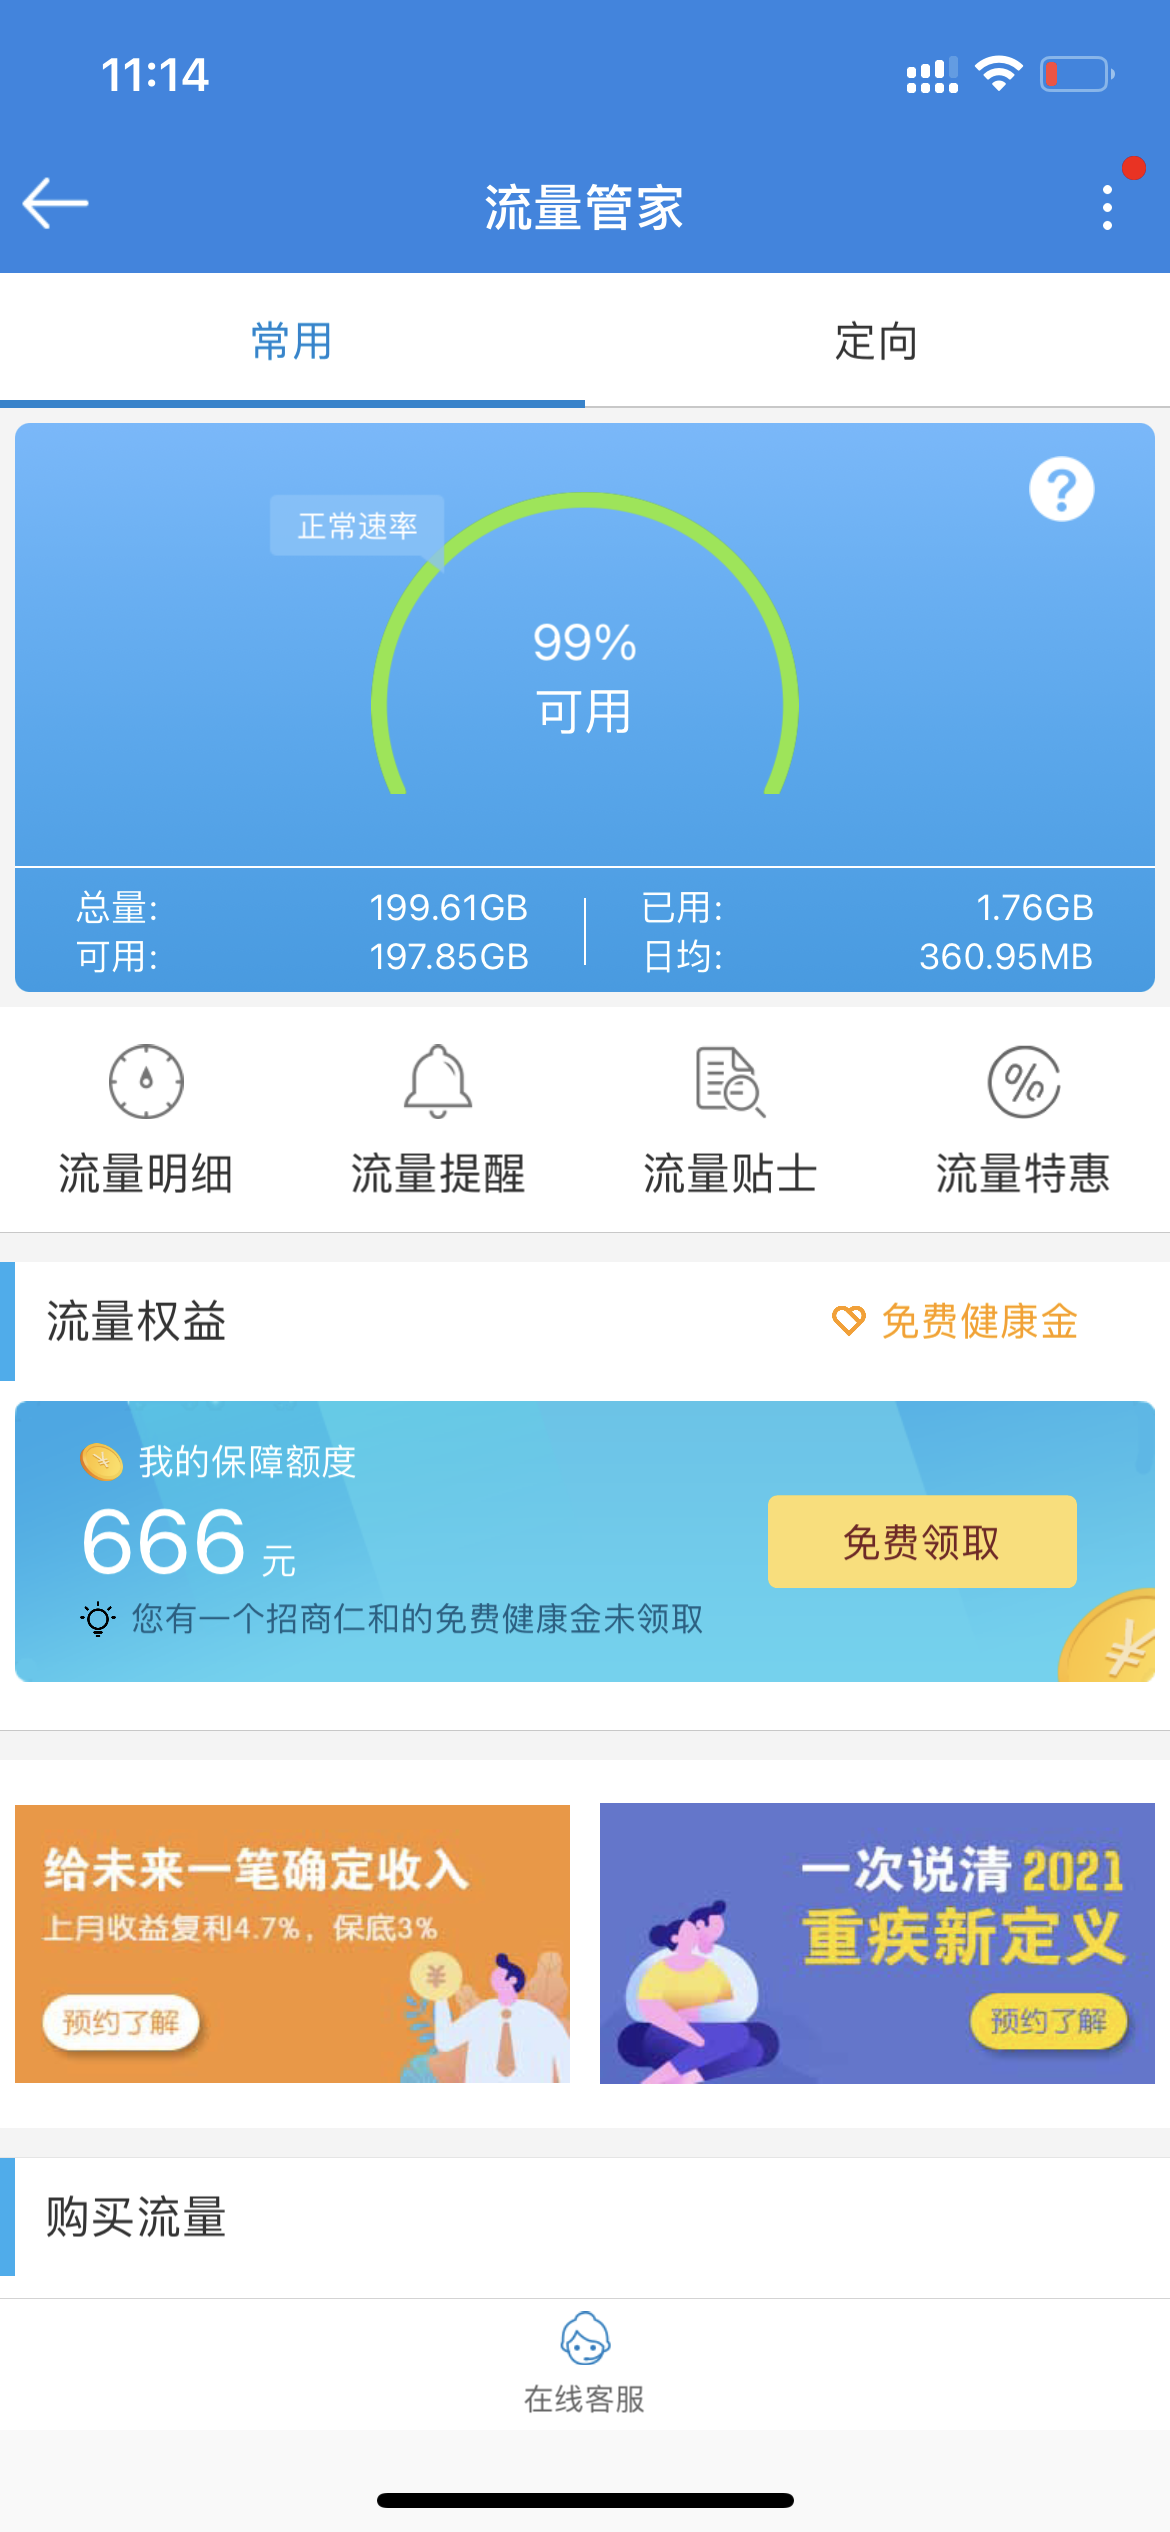 11:14
流量管家
常用
定向
正常速率
?
99%
可用
总量: 199.61GB
已用: 1.76GB
可用: 197.85GB
日均: 360.95MB
流量明细
流量提醒
流量贴士
流量特惠
流量权益
免费健康金
我的保障额度
666 元
免费领取
您有一个招商仁和的免费健康金未领取
给未来一笔确定收入
上月收益复利4.7%，保底3%
预约了解
一次说清2021
重疾新定义
预约了解
购买流量
在线客服